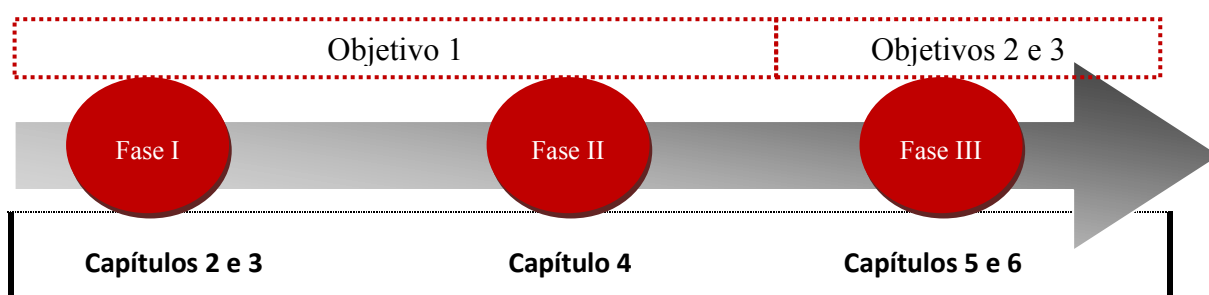 Objetivo 1
Objetivos 2 e 3
Fase I
Fase II
Fase III
Capítulos 2 e 3
Capítulo 4
Capítulos 5 e 6